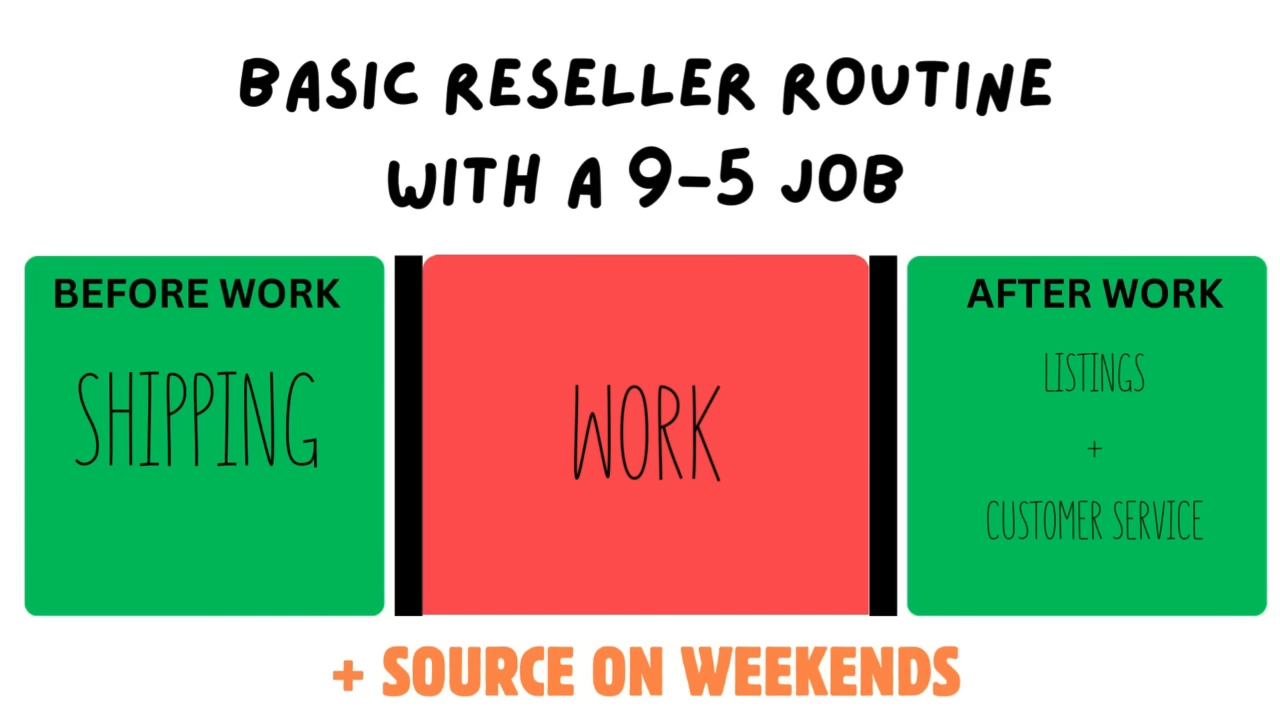 BASIC RESELLER ROUTINE
WITH A 9-5 JOB
BEFORE WORK
SHIPPING
WORK
AFTER WORK
LISTINGS
+
CUSTOMER SERVICE
+ SOURCE ON WEEKENDS